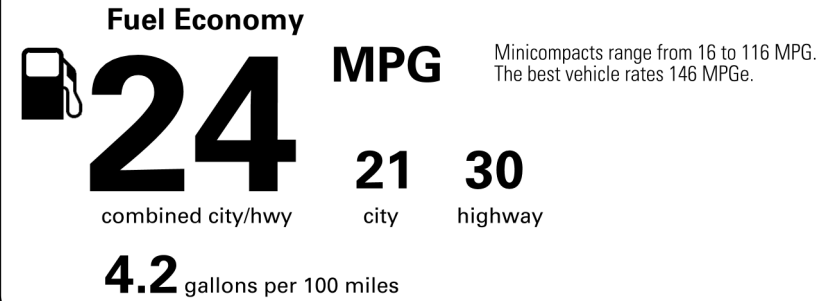 Fuel Economy
24 MPG
Minicompacts range from 16 to 116 MPG.
The best vehicle rates 146 MPGe.
21 30
combined city/hwy city highway
4.2 gallons per 100 miles